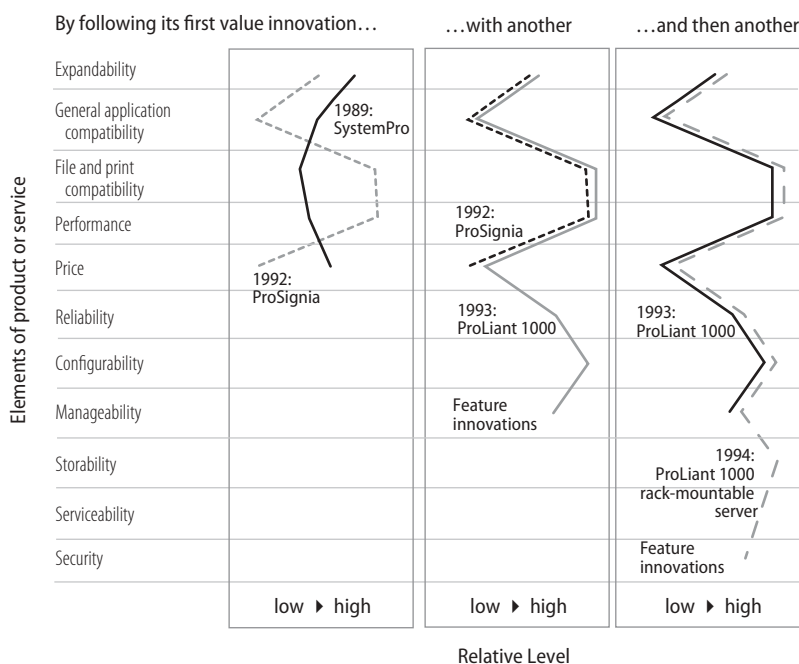 By following its first value innovation…
…with another
…and then another
Elements of product or service
Expandability
General application
compatibility
File and print
compatibility
Performance
Price
Reliability
Configurability
Manageability
Storability
Serviceability
Security
1989:
SystemPro
1992:
ProSignia
low ▸ high
1992:
ProSignia
1993:
ProLiant 1000
Feature
innovations
low ▸ high
1993:
ProLiant 1000
1994:
ProLiant 1000
rack-mountable
server
Feature
innovations
low ▸ high
Relative Level